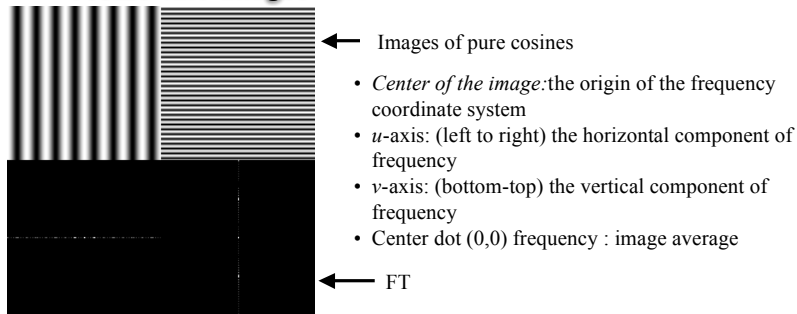 Images of pure cosines
• Center of the image:the origin of the frequency
coordinate system
• u-axis: (left to right) the horizontal component of
frequency
• v-axis: (bottom-top) the vertical component of
frequency
• Center dot (0,0) frequency : image average
FT